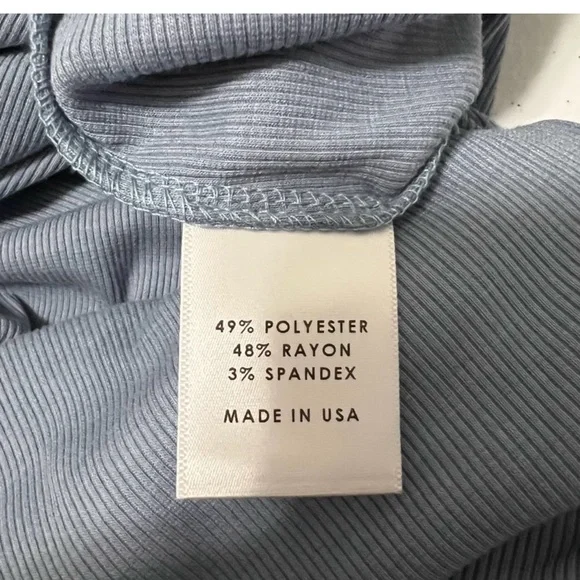 49% POLYESTER
48% RAYON
3% SPANDEX
MADE IN USA